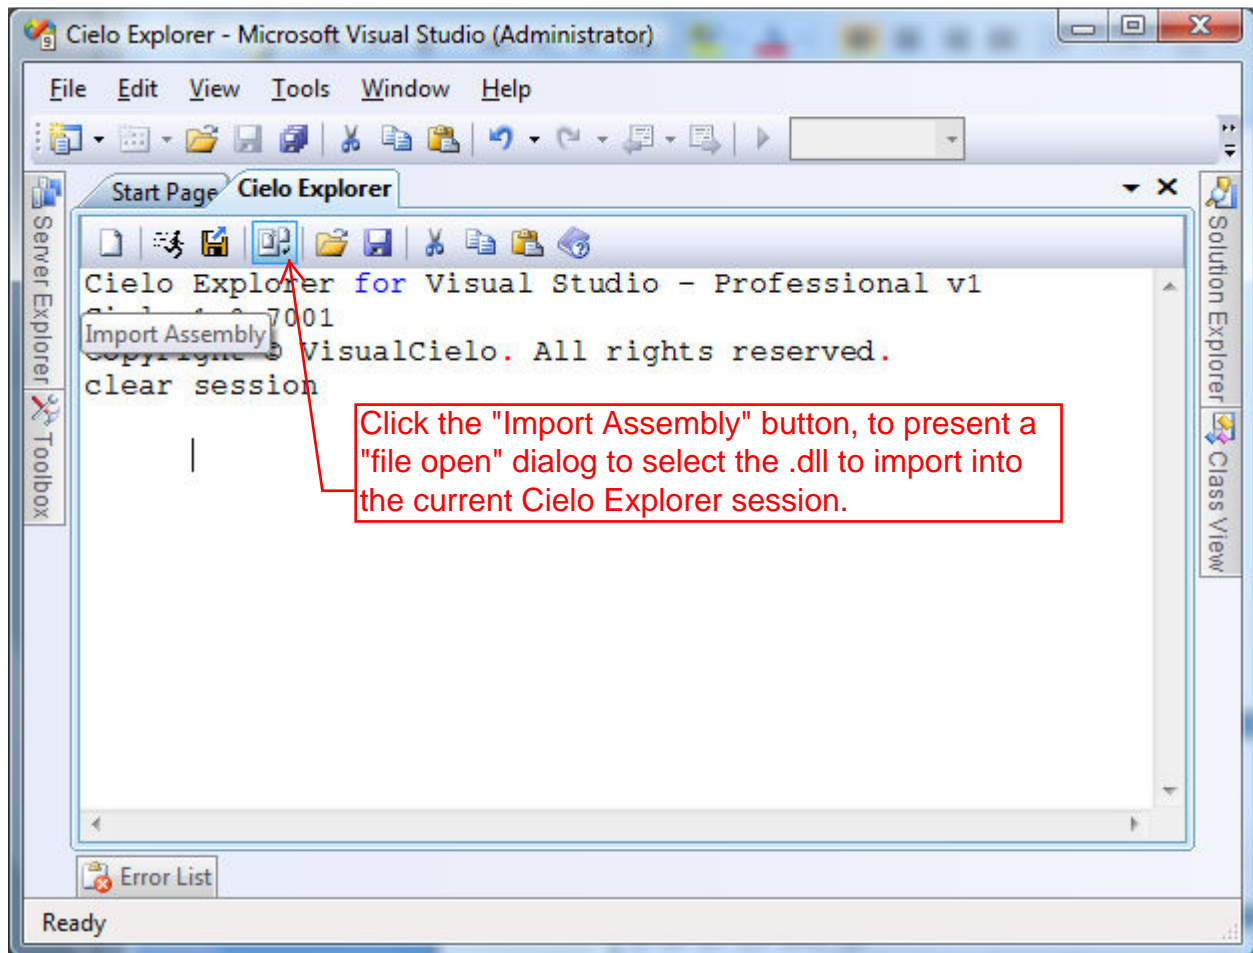 Cielo Explorer - Microsoft Visual Studio (Administrator)
File Edit View Tools Window Help
Start Page Cielo Explorer
Cielo Explorer for Visual Studio - Professional v1
7001
Import Assembly
VisualCielo. All rights reserved.
clear session
Click the "Import Assembly" button, to present a
"file open" dialog to select the .dll to import into
the current Cielo Explorer session.
Server Explorer
Toolbox
Solution Explorer
Class View
Error List
Ready